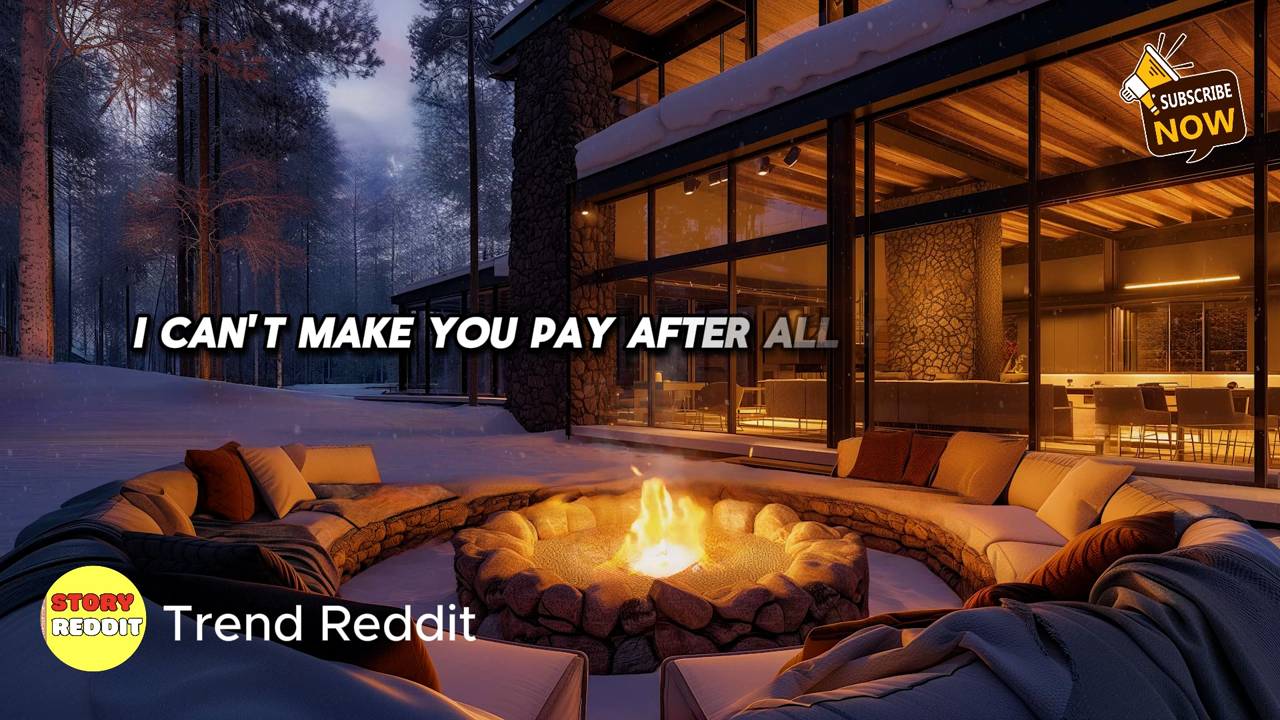 SUBSCRIBE
NOW
I CAN'T MAKE YOU PAY AFTER ALL
STORY
REDDIT
Trend Reddit